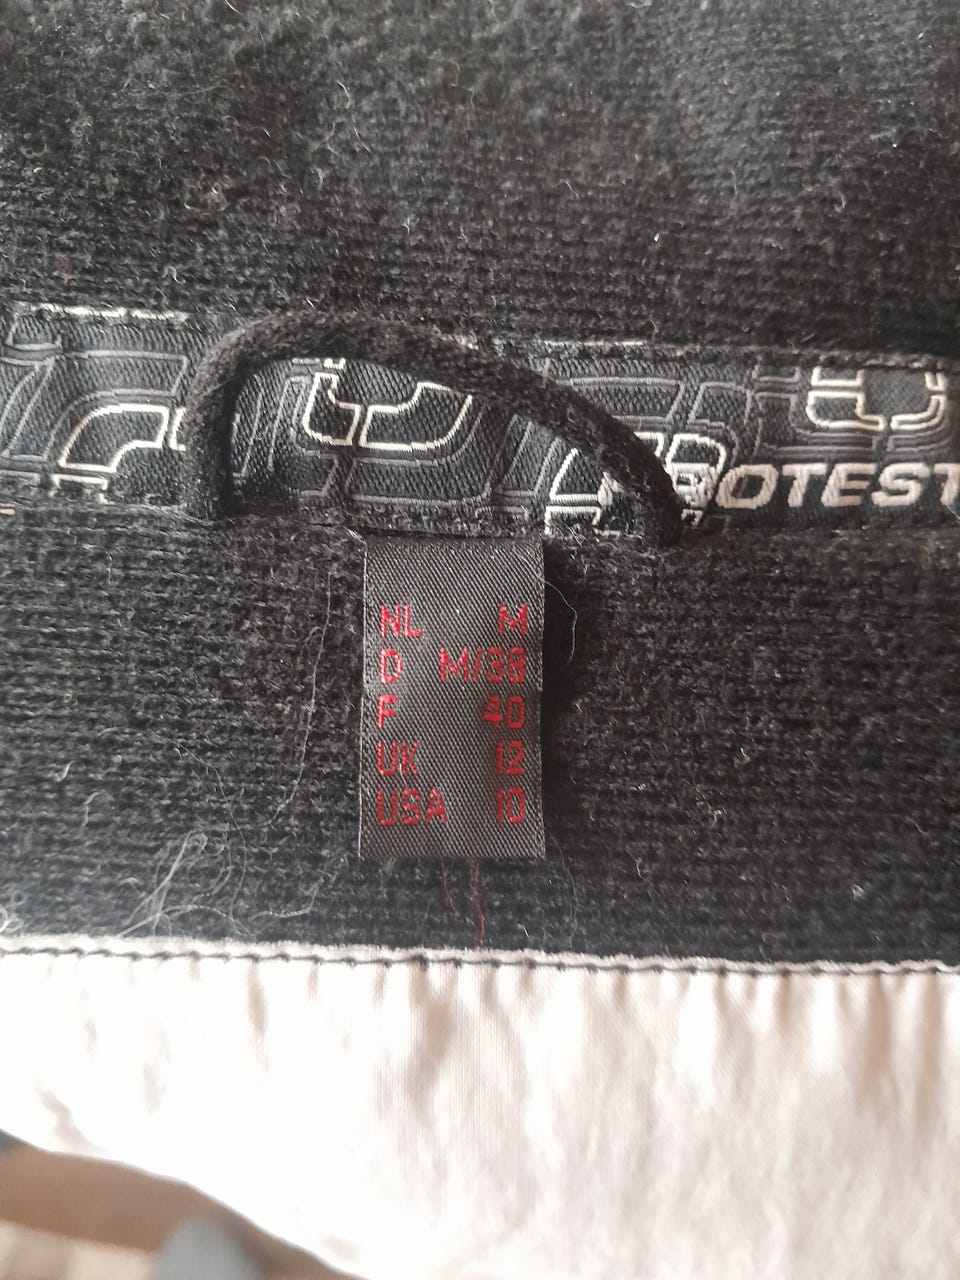 PROTEST
NL M
D M/38
F 40
UK 12
USA 10